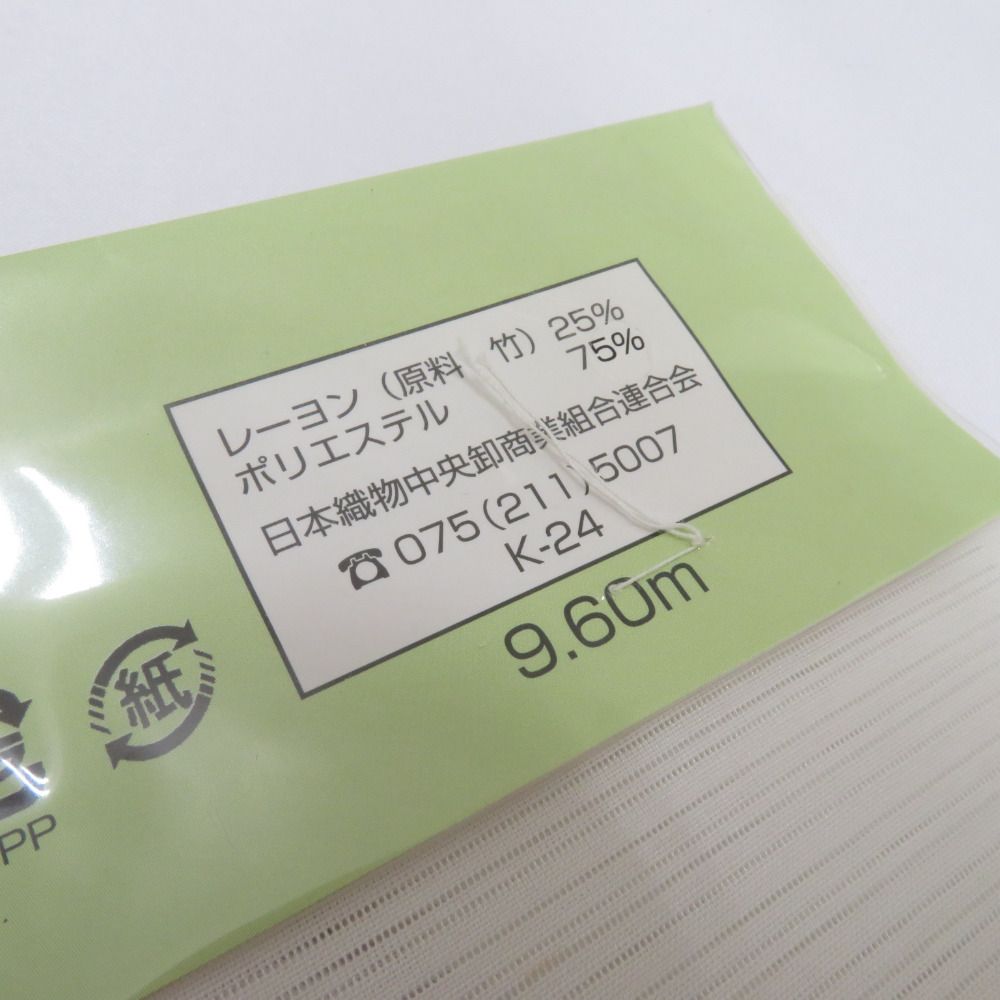 レーヨン（原料　竹）25%
ポリエステル　75%
日本織物中央卸商業組合連合会
☎075(211)5007
K-24
9.60m
紙
PP